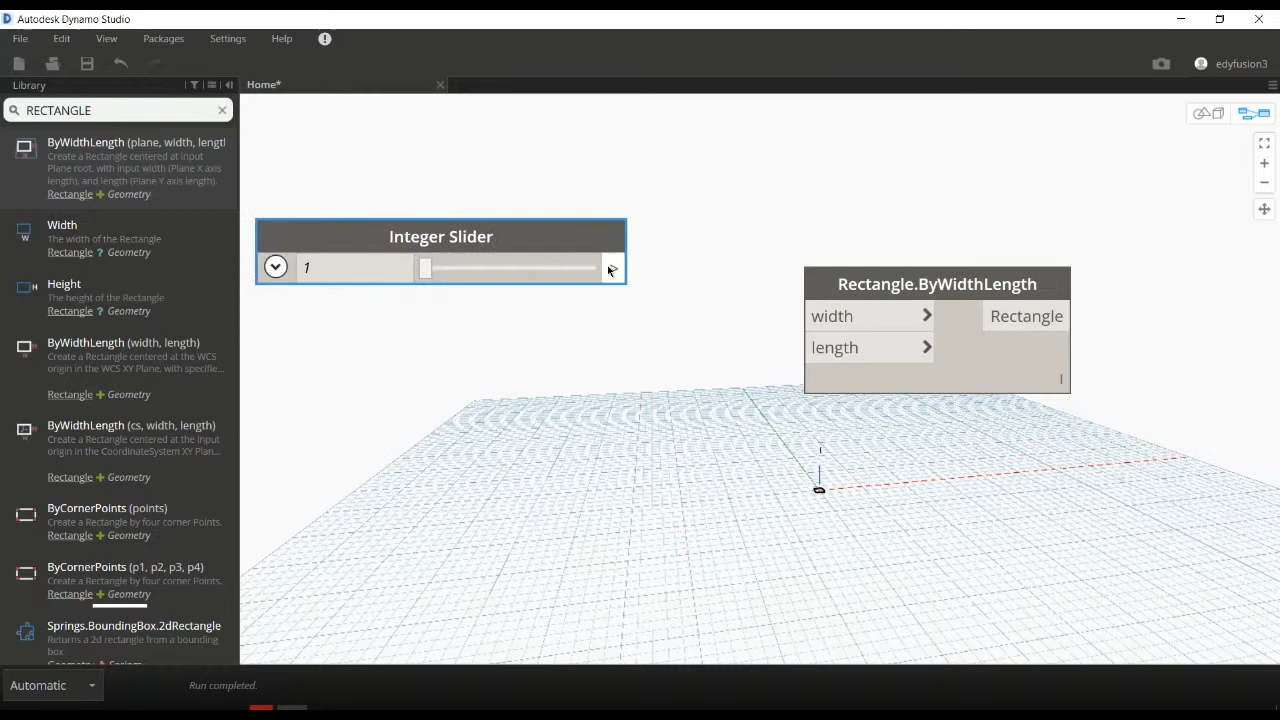 Autodesk Dynamo Studio
File Edit View Packages Settings Help
edyfusion3
Library
Home*
RECTANGLE
ByWidthLength (plane, width, lengt
Create a Rectangle centered at input
Plane root, with input width (Plane X axis
length), and length (Plane Y axis length).
Rectangle + Geometry
Width
The width of the Rectangle
Rectangle ? Geometry
Height
The height of the Rectangle
Rectangle ? Geometry
ByWidthLength (width, length)
Create a Rectangle centered at the WCS
origin in the WCS XY Plane, with specifie...
Rectangle + Geometry
ByWidthLength (cs, width, length)
Create a Rectangle centered at the input
origin in the CoordinateSystem XY Plan...
Rectangle + Geometry
ByCornerPoints (points)
Create a Rectangle by four corner Points.
Rectangle + Geometry
ByCornerPoints (p1, p2, p3, p4)
Create a Rectangle by four corner Points.
Rectangle + Geometry
Springs.BoundingBox.2dRectangle
Returns a 2d rectangle from a bounding
box.
Integer Slider
1
>
Rectangle.ByWidthLength
width > Rectangle
length >
l
Automatic
Run completed.